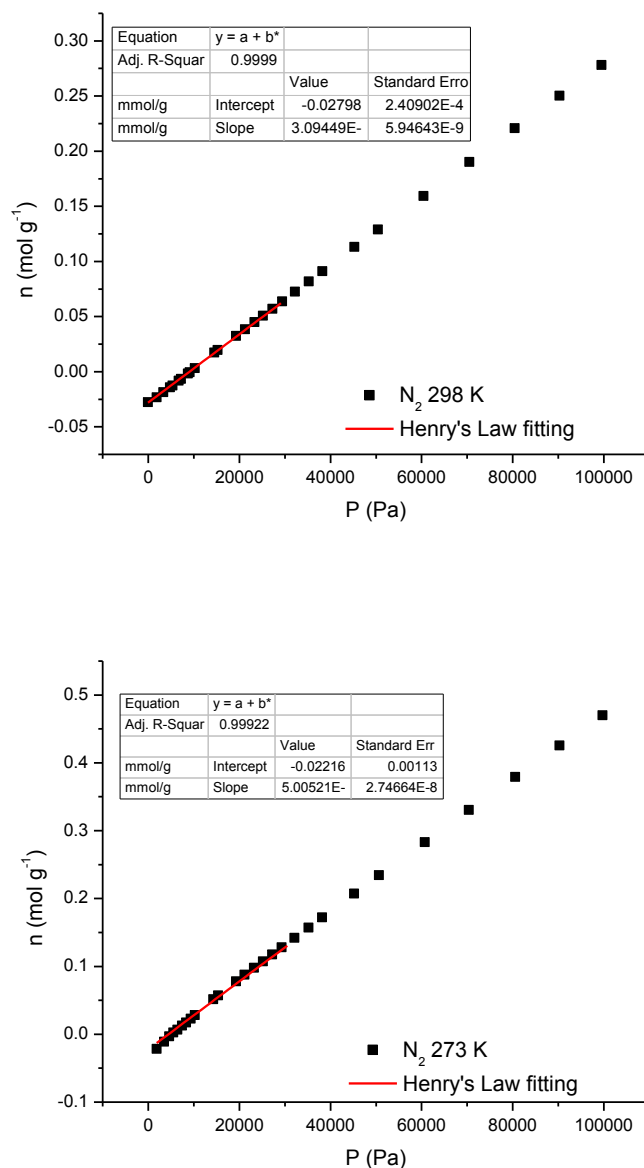 Equation y = a + b*
Adj. R-Squar 0.9999
Value Standard Erro
mmol/g Intercept -0.02798 2.40902E-4
mmol/g Slope 3.09449E- 5.94643E-9
0.30
0.25
0.20
0.15
0.10
0.05
0.00
-0.05
n (mol g-1)
N2 298 K
Henry's Law fitting
0 20000 40000 60000 80000 100000
P (Pa)
Equation y = a + b*
Adj. R-Squar 0.99922
Value Standard Err
mmol/g Intercept -0.02216 0.00113
mmol/g Slope 5.00521E- 2.74664E-8
0.5
0.4
0.3
0.2
0.1
0.0
-0.1
n (mol g-1)
N2 273 K
Henry's Law fitting
0 20000 40000 60000 80000 100000
P (Pa)